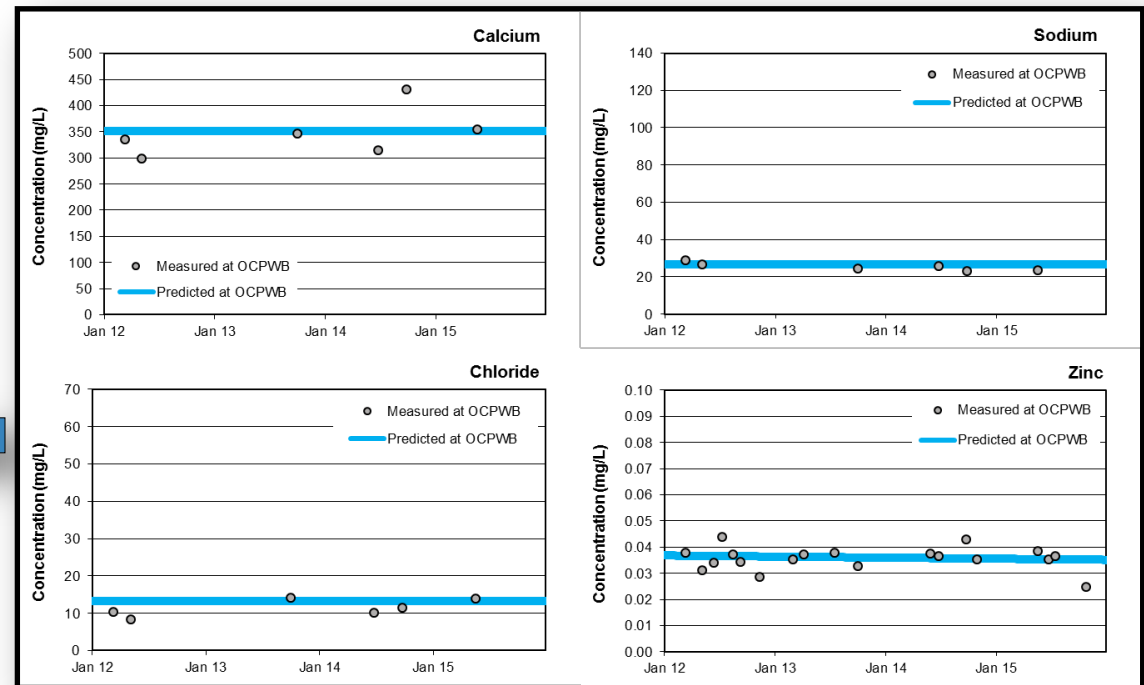 Calcium
500
450
400
350
300
250
200
150
100
50
0
Concentration(mg/L)
Measured at OCPWB
Predicted at OCPWB
Jan 12 Jan 13 Jan 14 Jan 15
Sodium
140
120
100
80
60
40
20
0
Concentration(mg/L)
Measured at OCPWB
Predicted at OCPWB
Jan 12 Jan 13 Jan 14 Jan 15
Chloride
70
60
50
40
30
20
10
0
Concentration(mg/L)
Measured at OCPWB
Predicted at OCPWB
Jan 12 Jan 13 Jan 14 Jan 15
Zinc
0.10
0.09
0.08
0.07
0.06
0.05
0.04
0.03
0.02
0.01
0.00
Concentration(mg/L)
Measured at OCPWB
Predicted at OCPWB
Jan 12 Jan 13 Jan 14 Jan 15